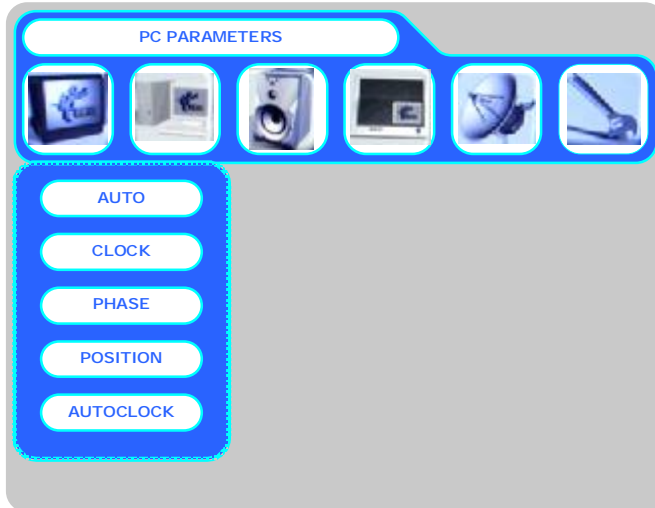 PC PARAMETERS
AUTO
CLOCK
PHASE
POSITION
AUTOCLOCK